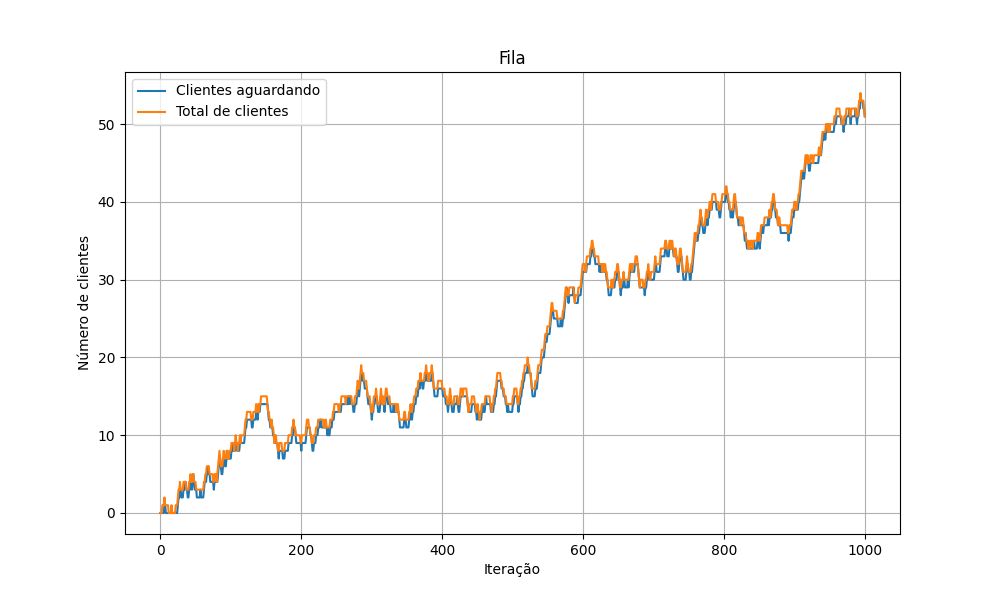 Fila
Clientes aguardando
Total de clientes
Número de clientes
50
40
30
20
10
0
0 200 400 600 800 1000
Iteração